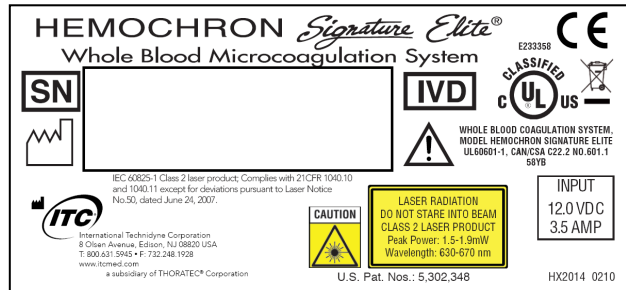 HEMOCHRON Signature Elite®
Whole Blood Microcoagulation System
E233358
CE
SN
IVD
CLASSIFIED
C UL US
WHOLE BLOOD COAGULATION SYSTEM,
MODEL HEMOCHRON SIGNATURE ELITE
UL60601-1, CAN/CSA C22.2 NO.601.1
58YB
IEC 60825-1 Class 2 laser product; Complies with 21CFR 1040.10
and 1040.11 except for deviations pursuant to Laser Notice
No.50, dated June 24, 2007.
ITC
International Technidyne Corporation
8 Olsen Avenue, Edison, NJ 08820 USA
T: 800.631.5945 • F: 732.248.1928
www.itcmed.com
a subsidiary of THORATEC® Corporation
CAUTION
LASER RADIATION
DO NOT STARE INTO BEAM
CLASS 2 LASER PRODUCT
Peak Power: 1.5-1.9mW
Wavelength: 630-670 nm
U.S. Pat. Nos.: 5,302,348
INPUT
12.0 VDC
3.5 AMP
HX2014 0210